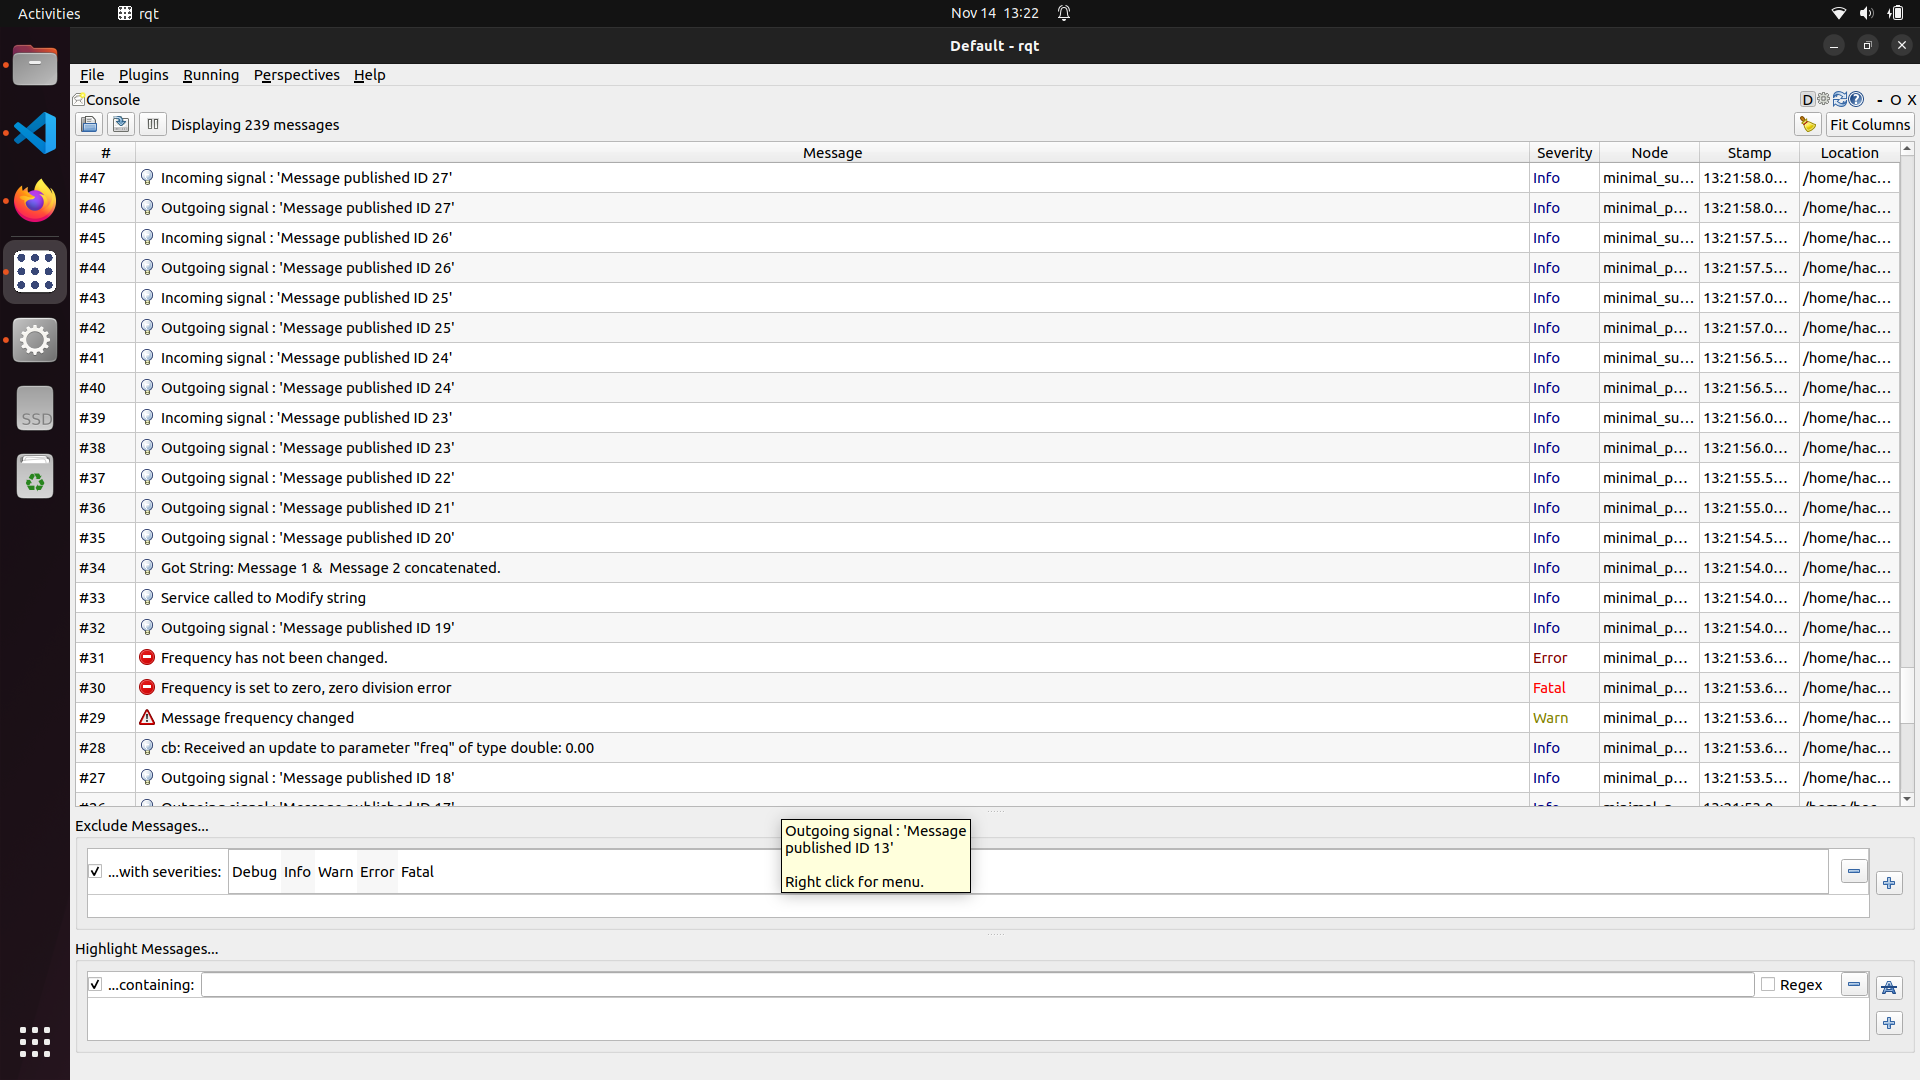 Activities rqt Nov 14 13:22
Default - rqt
File Plugins Running Perspectives Help
Console D - O X
Displaying 239 messages Fit Columns
# Message Severity Node Stamp Location
#47 Incoming signal : 'Message published ID 27' Info minimal_su... 13:21:58.0... /home/hac...
#46 Outgoing signal : 'Message published ID 27' Info minimal_p... 13:21:58.0... /home/hac...
#45 Incoming signal : 'Message published ID 26' Info minimal_su... 13:21:57.5... /home/hac...
#44 Outgoing signal : 'Message published ID 26' Info minimal_p... 13:21:57.5... /home/hac...
#43 Incoming signal : 'Message published ID 25' Info minimal_su... 13:21:57.0... /home/hac...
#42 Outgoing signal : 'Message published ID 25' Info minimal_p... 13:21:57.0... /home/hac...
#41 Incoming signal : 'Message published ID 24' Info minimal_su... 13:21:56.5... /home/hac...
#40 Outgoing signal : 'Message published ID 24' Info minimal_p... 13:21:56.5... /home/hac...
#39 Incoming signal : 'Message published ID 23' Info minimal_su... 13:21:56.0... /home/hac...
#38 Outgoing signal : 'Message published ID 23' Info minimal_p... 13:21:56.0... /home/hac...
#37 Outgoing signal : 'Message published ID 22' Info minimal_p... 13:21:55.5... /home/hac...
#36 Outgoing signal : 'Message published ID 21' Info minimal_p... 13:21:55.0... /home/hac...
#35 Outgoing signal : 'Message published ID 20' Info minimal_p... 13:21:54.5... /home/hac...
#34 Got String: Message 1 &  Message 2 concatenated. Info minimal_p... 13:21:54.0... /home/hac...
#33 Service called to Modify string Info minimal_p... 13:21:54.0... /home/hac...
#32 Outgoing signal : 'Message published ID 19' Info minimal_p... 13:21:54.0... /home/hac...
#31 Frequency has not been changed. Error minimal_p... 13:21:53.6... /home/hac...
#30 Frequency is set to zero, zero division error Fatal minimal_p... 13:21:53.6... /home/hac...
#29 Message frequency changed Warn minimal_p... 13:21:53.6... /home/hac...
#28 cb: Received an update to parameter "freq" of type double: 0.00 Info minimal_p... 13:21:53.6... /home/hac...
#27 Outgoing signal : 'Message published ID 18' Info minimal_p... 13:21:53.5... /home/hac...
#26 Outgoing signal : 'Message published ID 17' Info 13:21:53.0... /home/hac...
Exclude Messages...
Outgoing signal : 'Message
published ID 13'
Right click for menu.
...with severities: Debug Info Warn Error Fatal
Highlight Messages...
...containing: Regex
SSD